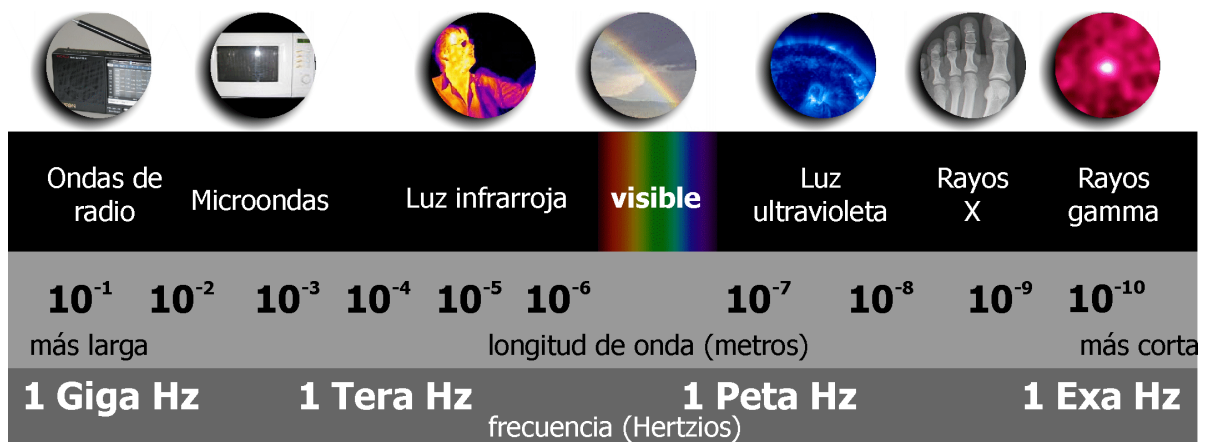 Ondas de
radio
Microondas
Luz infrarroja
visible
Luz
ultravioleta
Rayos
X
Rayos
gamma
10⁻¹ 10⁻² 10⁻³ 10⁻⁴ 10⁻⁵ 10⁻⁶ 10⁻⁷ 10⁻⁸ 10⁻⁹ 10⁻¹⁰
más larga longitud de onda (metros) más corta
1 Giga Hz 1 Tera Hz 1 Peta Hz 1 Exa Hz
frecuencia (Hertzios)